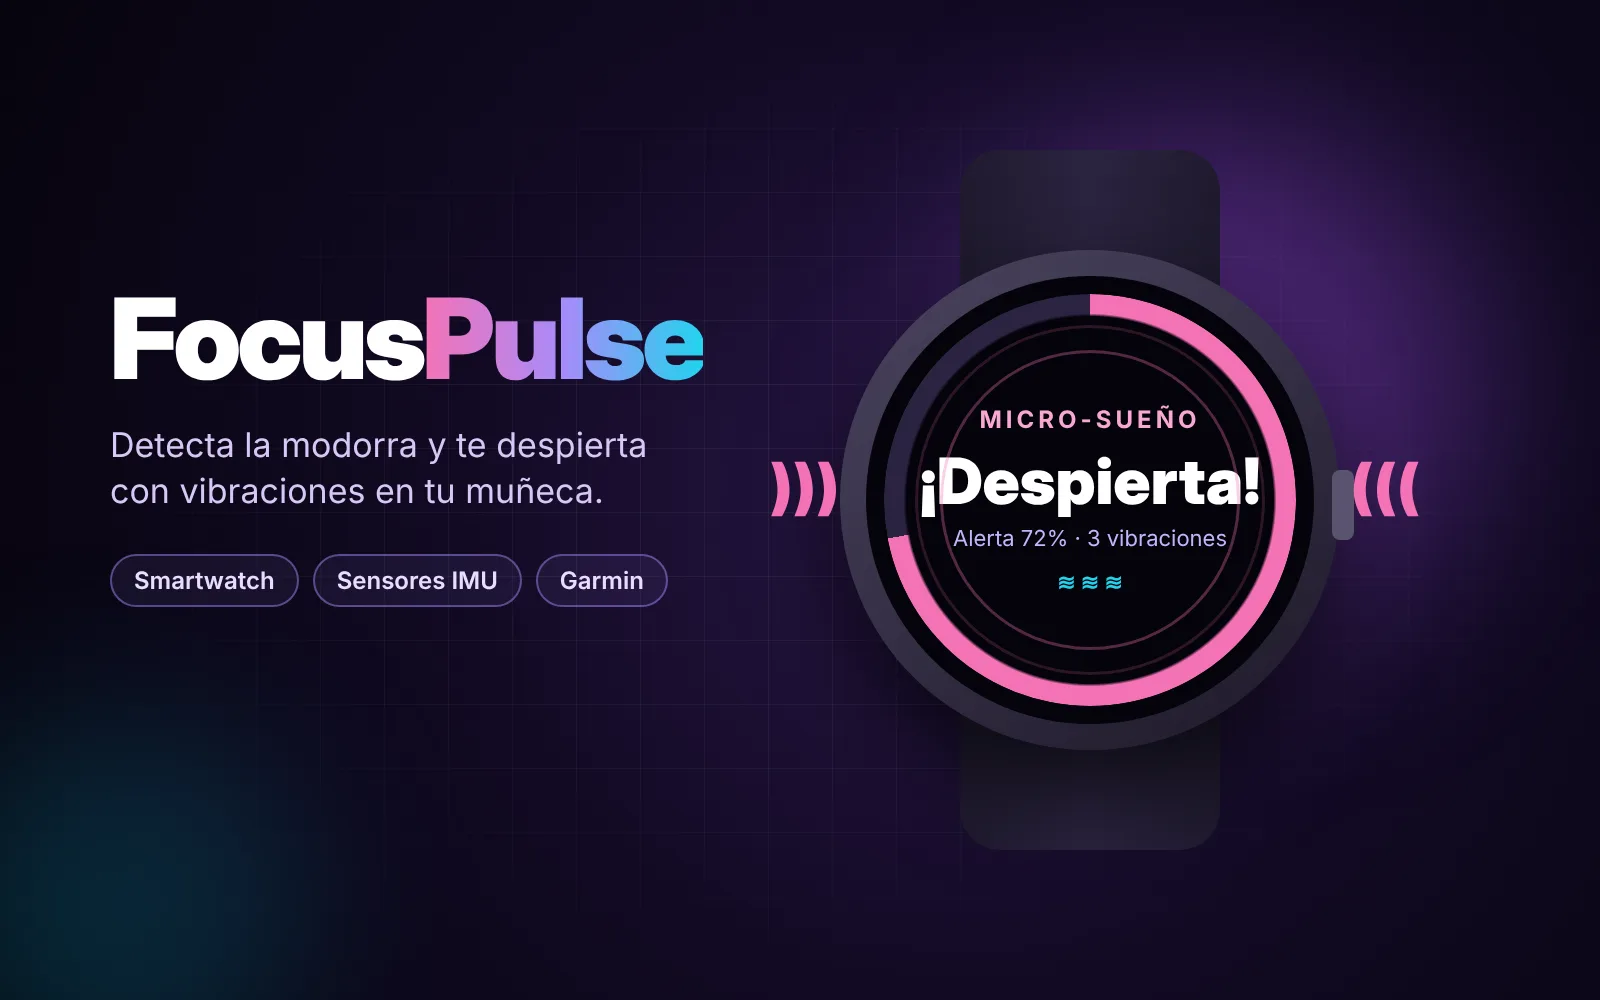 FocusPulse
Detecta la modorra y te despierta
con vibraciones en tu muñeca.
Smartwatch
Sensores IMU
Garmin
MICRO-SUEÑO
¡Despierta!
Alerta 72% · 3 vibraciones